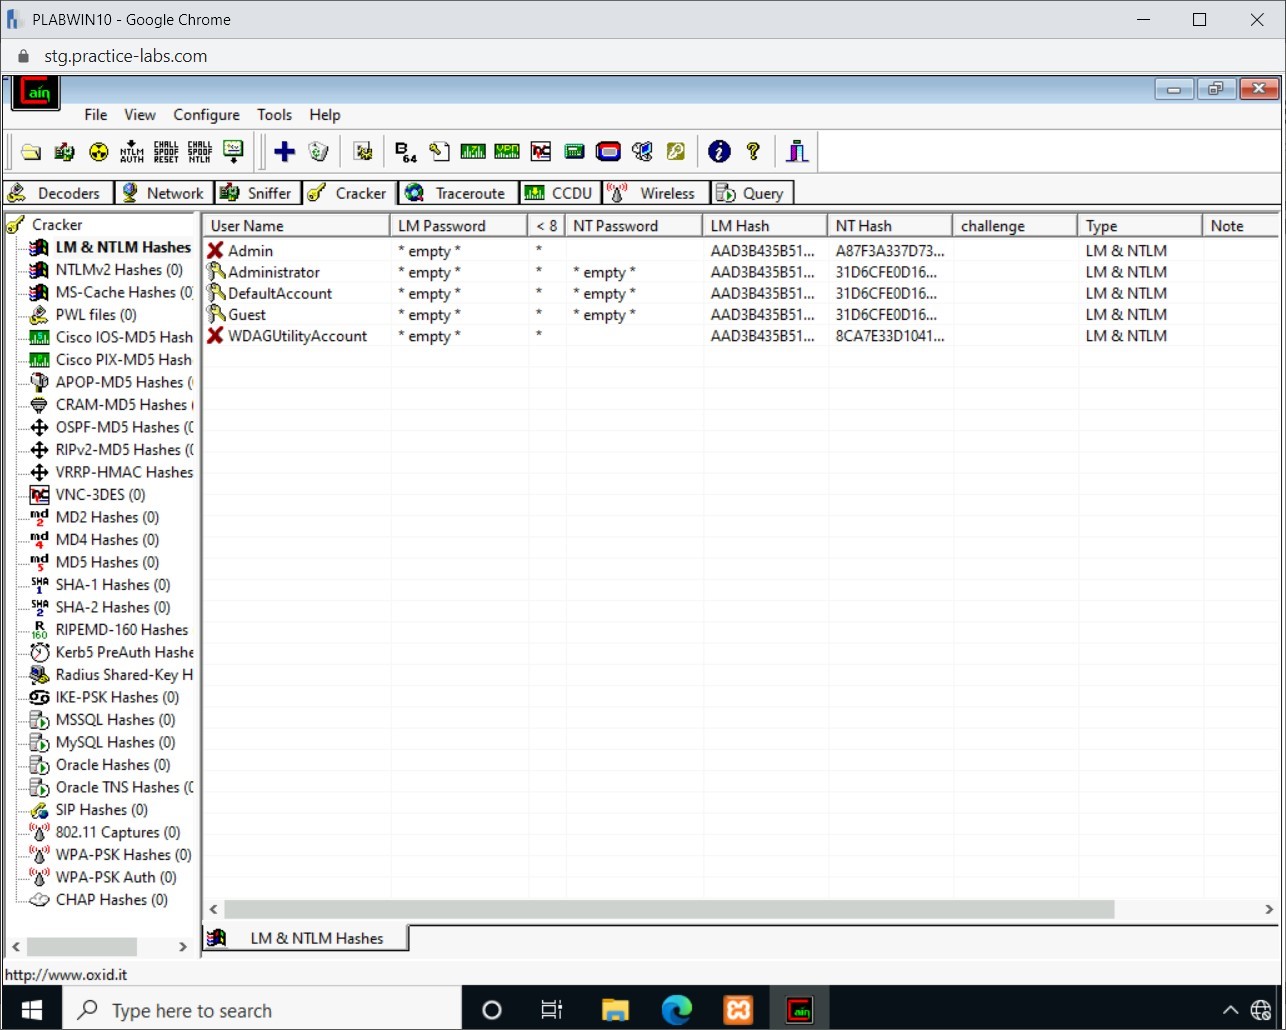 PLABWIN10 - Google Chrome
stg.practice-labs.com
Cain
File View Configure Tools Help
NTLM AUTH CHALL SPOOF RESET CHALL SPOOF NTLM B 64
Decoders Network Sniffer Cracker Traceroute CCDU Wireless Query
Cracker
LM & NTLM Hashes
NTLMv2 Hashes (0)
MS-Cache Hashes (0)
PWL files (0)
Cisco IOS-MD5 Hash
Cisco PIX-MD5 Hash
APOP-MD5 Hashes (
CRAM-MD5 Hashes (
OSPF-MD5 Hashes (0
RIPv2-MD5 Hashes (0
VRRP-HMAC Hashes
VNC-3DES (0)
md2 MD2 Hashes (0)
md4 MD4 Hashes (0)
md5 MD5 Hashes (0)
SHA 1 SHA-1 Hashes (0)
SHA 2 SHA-2 Hashes (0)
R 160 RIPEMD-160 Hashes
Kerb5 PreAuth Hashe
Radius Shared-Key H
IKE-PSK Hashes (0)
MSSQL Hashes (0)
MySQL Hashes (0)
Oracle Hashes (0)
Oracle TNS Hashes (0
SIP Hashes (0)
802.11 Captures (0)
WPA-PSK Hashes (0)
WPA-PSK Auth (0)
CHAP Hashes (0)
User Name LM Password < 8 NT Password LM Hash NT Hash challenge Type Note
Admin * empty * * AAD3B435B51... A87F3A337D73... LM & NTLM
Administrator * empty * * * empty * AAD3B435B51... 31D6CFE0D16... LM & NTLM
DefaultAccount * empty * * * empty * AAD3B435B51... 31D6CFE0D16... LM & NTLM
Guest * empty * * * empty * AAD3B435B51... 31D6CFE0D16... LM & NTLM
WDAGUtilityAccount * empty * * AAD3B435B51... 8CA7E33D1041... LM & NTLM
LM & NTLM Hashes
http://www.oxid.it
Type here to search
Cain